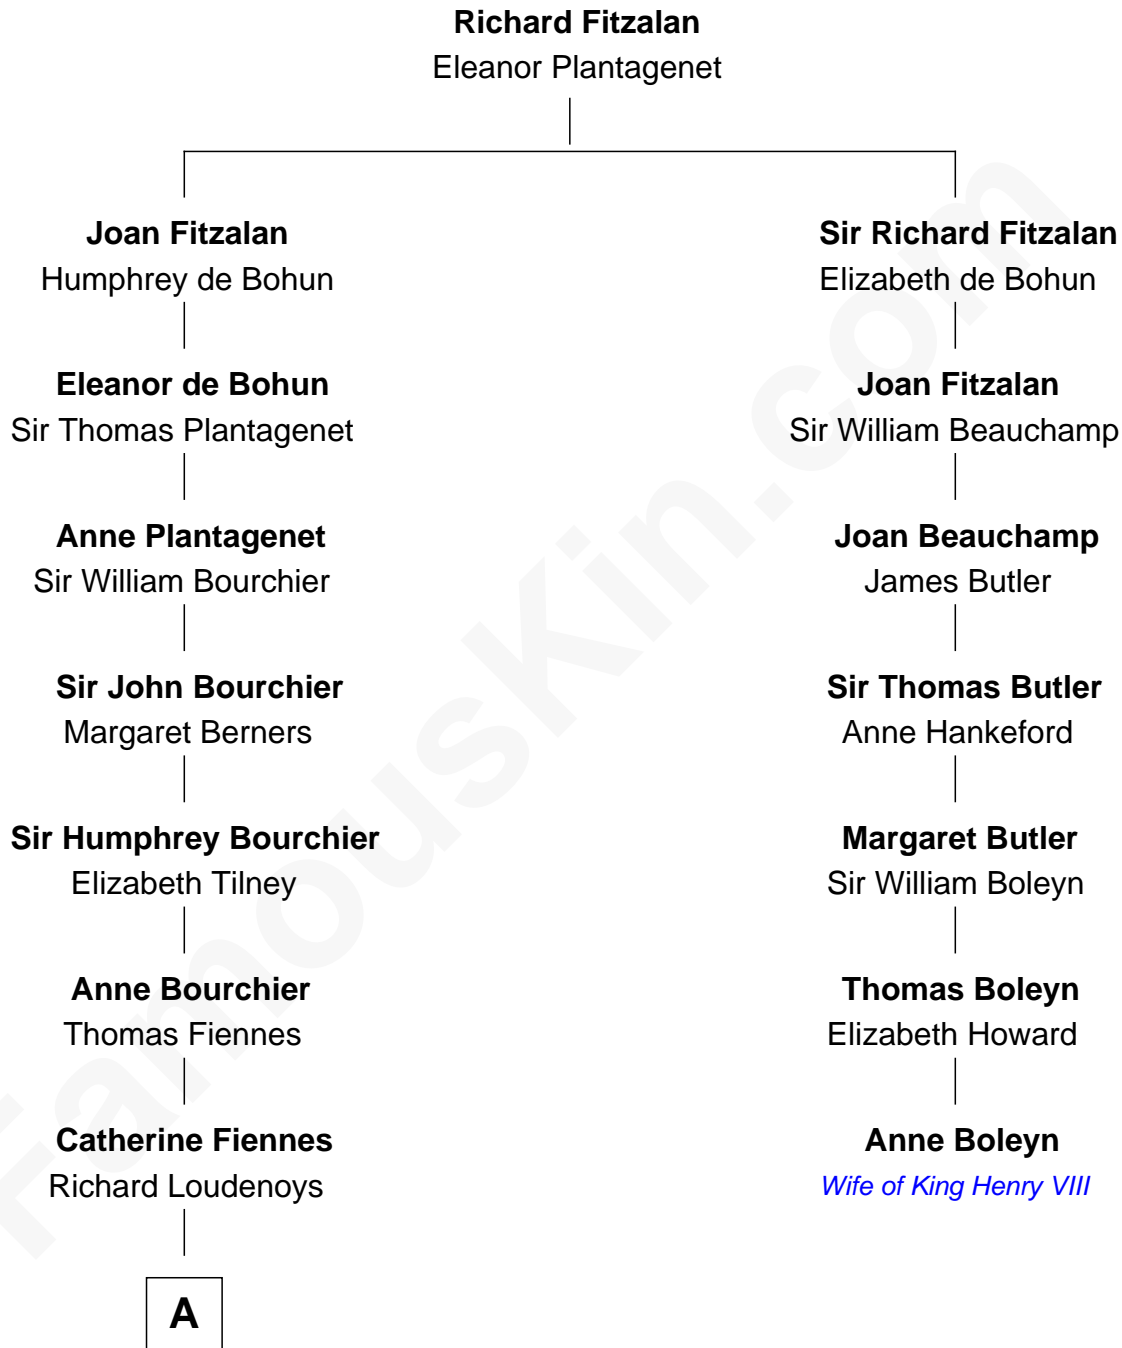 Richard Fitzalan
Eleanor Plantagenet
Joan Fitzalan
Humphrey de Bohun
Sir Richard Fitzalan
Elizabeth de Bohun
Eleanor de Bohun
Sir Thomas Plantagenet
Joan Fitzalan
Sir William Beauchamp
Anne Plantagenet
Sir William Bourchier
Joan Beauchamp
James Butler
Sir John Bourchier
Margaret Berners
Sir Thomas Butler
Anne Hankeford
Sir Humphrey Bourchier
Elizabeth Tilney
Margaret Butler
Sir William Boleyn
Anne Bourchier
Thomas Fiennes
Thomas Boleyn
Elizabeth Howard
Catherine Fiennes
Richard Loudenoys
Anne Boleyn
Wife of King Henry VIII
A
FamousKin.com